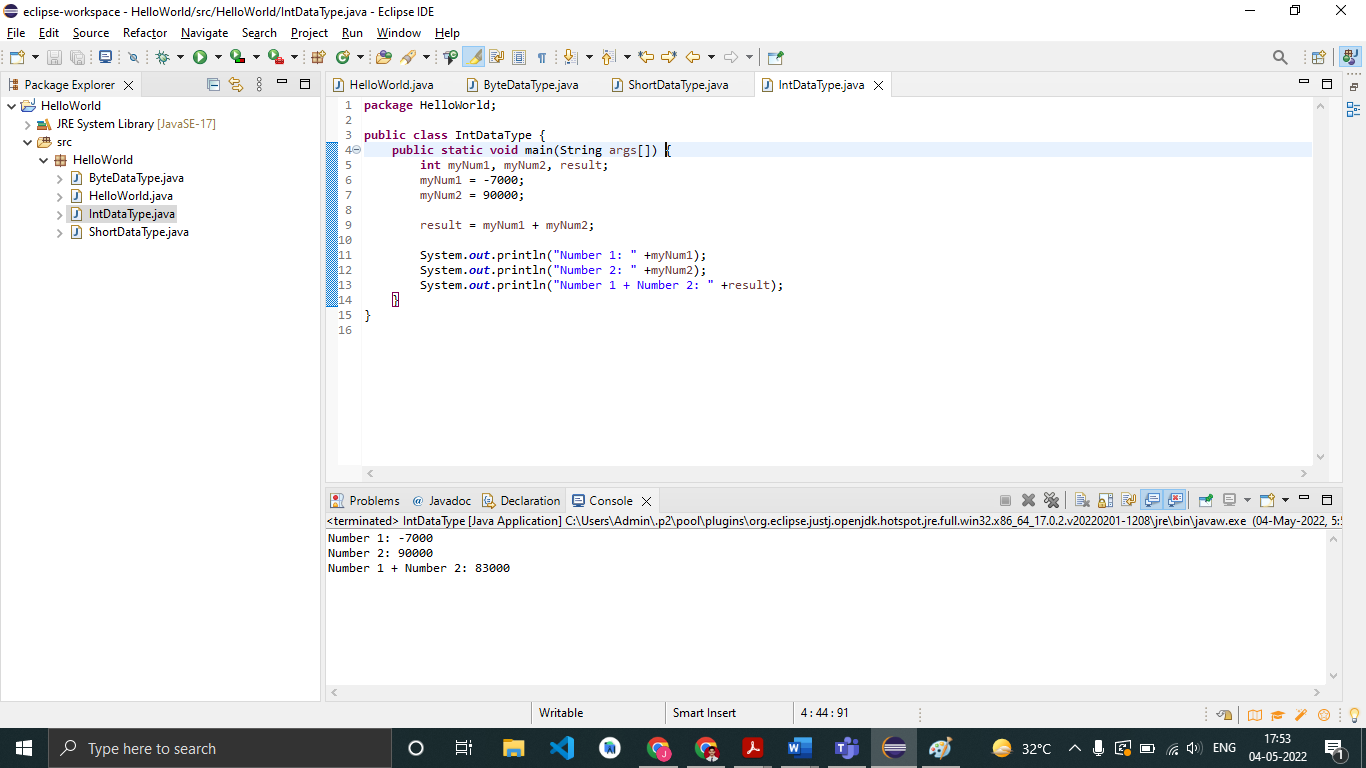 eclipse-workspace - HelloWorld/src/HelloWorld/IntDataType.java - Eclipse IDE
File Edit Source Refactor Navigate Search Project Run Window Help
Package Explorer
HelloWorld
JRE System Library [JavaSE-17]
src
HelloWorld
ByteDataType.java
HelloWorld.java
IntDataType.java
ShortDataType.java
HelloWorld.java ByteDataType.java ShortDataType.java IntDataType.java
1 package HelloWorld;
2
3 public class IntDataType {
4 public static void main(String args[]) {
5 int myNum1, myNum2, result;
6 myNum1 = -7000;
7 myNum2 = 90000;
8
9 result = myNum1 + myNum2;
10
11 System.out.println("Number 1: " +myNum1);
12 System.out.println("Number 2: " +myNum2);
13 System.out.println("Number 1 + Number 2: " +result);
14 }
15 }
16
Problems @ Javadoc Declaration Console
<terminated> IntDataType [Java Application] C:\Users\Admin\.p2\pool\plugins\org.eclipse.justj.openjdk.hotspot.jre.full.win32.x86_64_17.0.2.v20220201-1208\jre\bin\javaw.exe (04-May-2022, 5:
Number 1: -7000
Number 2: 90000
Number 1 + Number 2: 83000
Writable Smart Insert 4 : 44 : 91
Type here to search
32°C ENG 17:53
04-05-2022
1